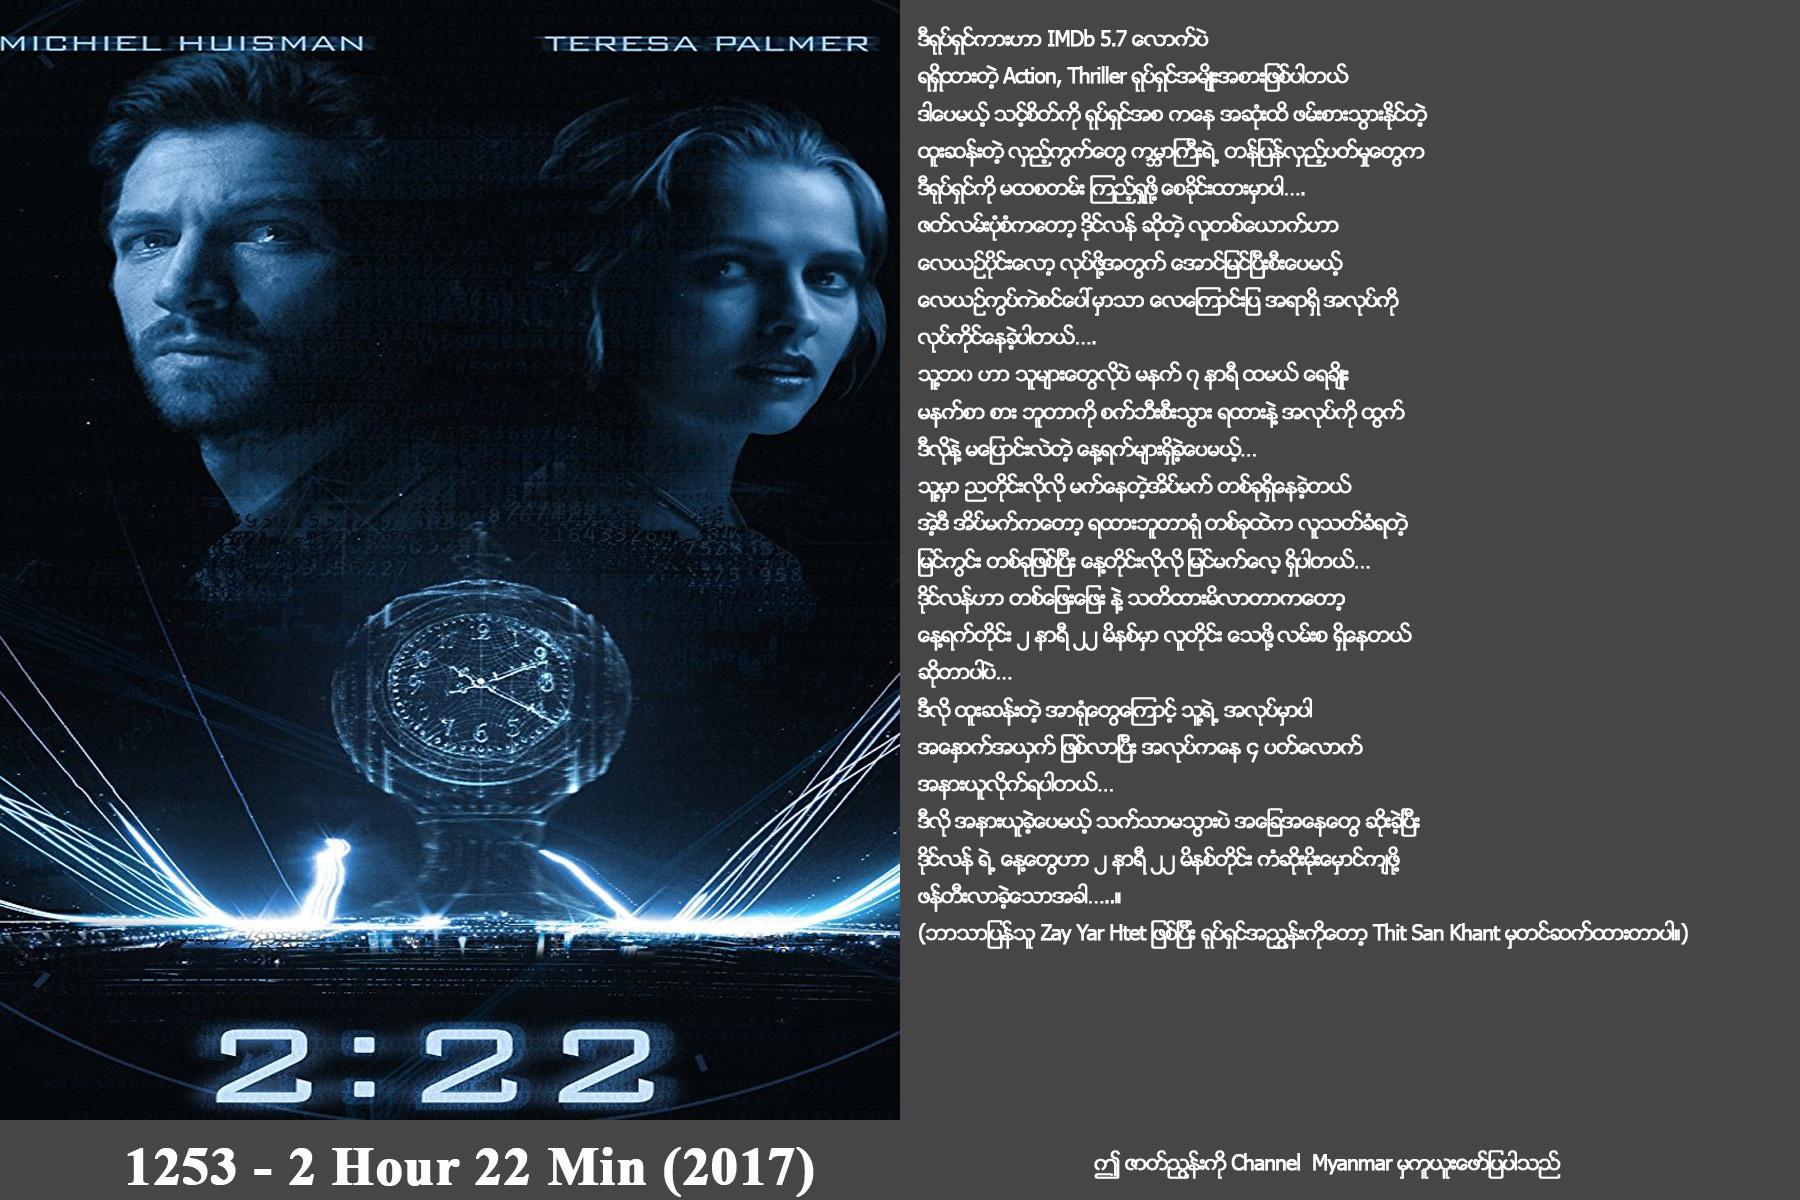 MICHIEL HUISMAN
TERESA PALMER
2:22
1253 - 2 Hour 22 Min (2017)
ဒီရုပ်ရှင်ကားဟာ IMDb 5.7 လောက်ပဲ
ရရှိထားတဲ့ Action, Thriller ရုပ်ရှင်အမျိုးအစားဖြစ်ပါတယ်
ဒါပေမယ့် သင့်စိတ်ကို ရုပ်ရှင်အစ ကနေ အဆုံးထိ ဖမ်းစားသွားနိုင်တဲ့
ထူးဆန်းတဲ့ လှည့်ကွက်တွေ ကမ္ဘာကြီးရဲ့ တန်ပြန်လှည့်ပတ်မှုတွေက
ဒီရုပ်ရှင်ကို မထစတမ်း ကြည့်ရှုဖို့ စေခိုင်းထားမှာပါ....
ဇတ်လမ်းပုံစံကတော့ ဒိုင်လန် ဆိုတဲ့ လူတစ်ယောက်ဟာ
လေယဉ်ပိုင်းလော့ လုပ်ဖို့အတွက် အောင်မြင်ပြီးစီးပေမယ့်
လေယဉ်ကွပ်ကဲစင်ပေါ်မှာသာ လေကြောင်းပြ အရာရှိ အလုပ်ကို
လုပ်ကိုင်နေခဲ့ပါတယ်....
သူ့ဘဝ ဟာ သူများတွေလိုပဲ မနက် ၇ နာရီ ထမယ် ရေချိုး
မနက်စာ စား ဘူတာကို စက်ဘီးစီးသွား ရထားနဲ့ အလုပ်ကို ထွက်
ဒီလိုနဲ့ မပြောင်းလဲတဲ့ နေ့ရက်များရှိခဲ့ပေမယ့်...
သူ့မှာ ညတိုင်းလိုလို မက်နေတဲ့အိပ်မက် တစ်ခုရှိနေခဲ့တယ်
အဲ့ဒီ အိပ်မက်ကတော့ ရထားဘူတာရုံ တစ်ခုထဲက လူသတ်ခံရတဲ့
မြင်ကွင်း တစ်ခုဖြစ်ပြီး နေ့တိုင်းလိုလို မြင်မက်လေ့ ရှိပါတယ်...
ဒိုင်လန်ဟာ တစ်ဖြေးဖြေး နဲ့ သတိထားမိလာတာကတော့
နေ့ရက်တိုင်း ၂ နာရီ ၂၂ မိနစ်မှာ လူတိုင်း သေဖို့ လမ်းစ ရှိနေတယ်
ဆိုတာပါပဲ...
ဒီလို ထူးဆန်းတဲ့ အာရုံတွေကြောင့် သူ့ရဲ့ အလုပ်မှာပါ
အနှောက်အယှက် ဖြစ်လာပြီး အလုပ်ကနေ ၄ ပတ်လောက်
အနားယူလိုက်ရပါတယ်...
ဒီလို အနားယူခဲ့ပေမယ့် သက်သာမသွားပဲ အခြေအနေတွေ ဆိုးခဲ့ပြီး
ဒိုင်လန် ရဲ့ နေ့တွေဟာ ၂ နာရီ ၂၂ မိနစ်တိုင်း ကံဆိုးမိုးမှောင်ကျဖို့
ဖန်တီးလာခဲ့သောအခါ.....။
(ဘာသာပြန်သူ Zay Yar Htet ဖြစ်ပြီး ရုပ်ရှင်အညွှန်းကိုတော့ Thit San Khant မှတင်ဆက်ထားတာပါ။)
ဤ ဇာတ်ညွှန်းကို Channel Myanmar မှကူယူးဖော်ပြပါသည်